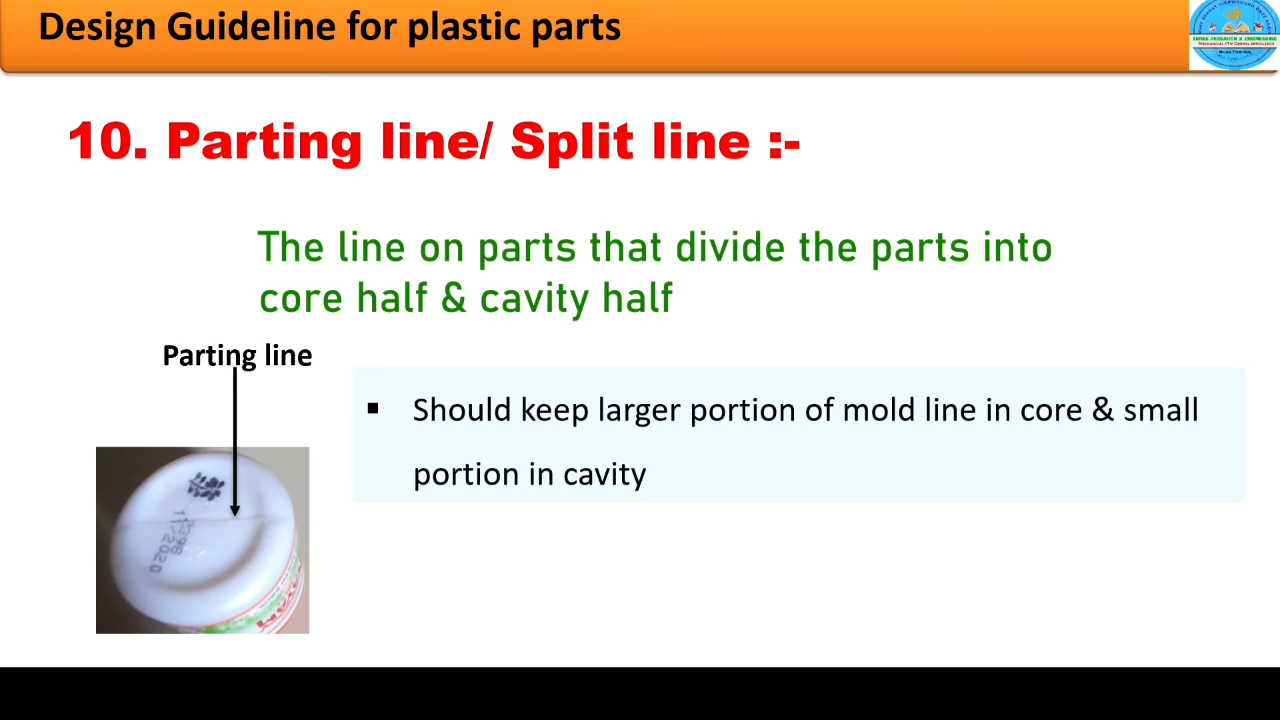 Design Guideline for plastic parts
10. Parting line/ Split line :-
The line on parts that divide the parts into
core half & cavity half
Parting line
▪ Should keep larger portion of mold line in core & small
portion in cavity